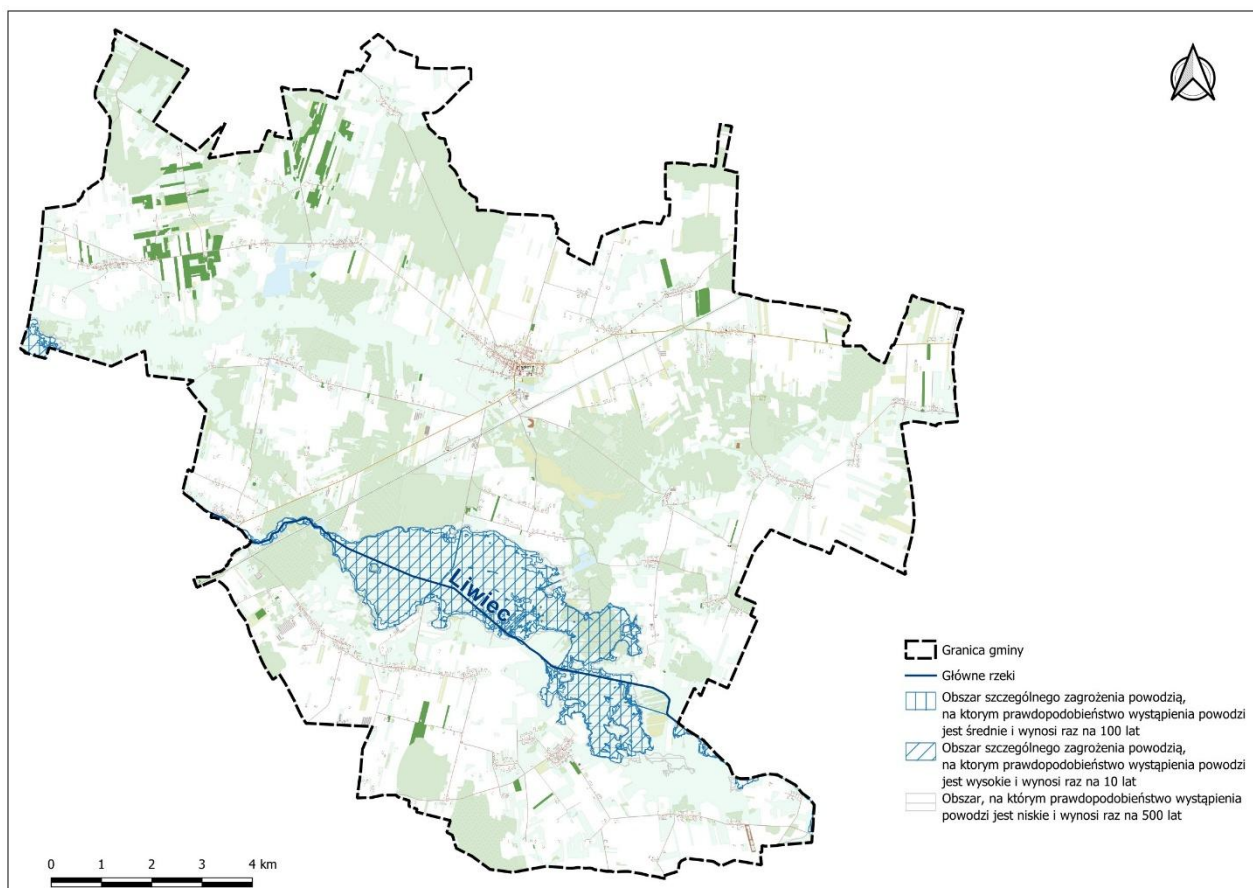 Liwiec
Granica gminy
Główne rzeki
Obszar szczególnego zagrożenia powodzią,
na ktorym prawdopodobieństwo wystąpienia powodzi
jest średnie i wynosi raz na 100 lat
Obszar szczególnego zagrożenia powodzią,
na ktorym prawdopodobieństwo wystąpienia powodzi
jest wysokie i wynosi raz na 10 lat
Obszar, na którym prawdopodobieństwo wystąpienia
powodzi jest niskie i wynosi raz na 500 lat
0 1 2 3 4 km